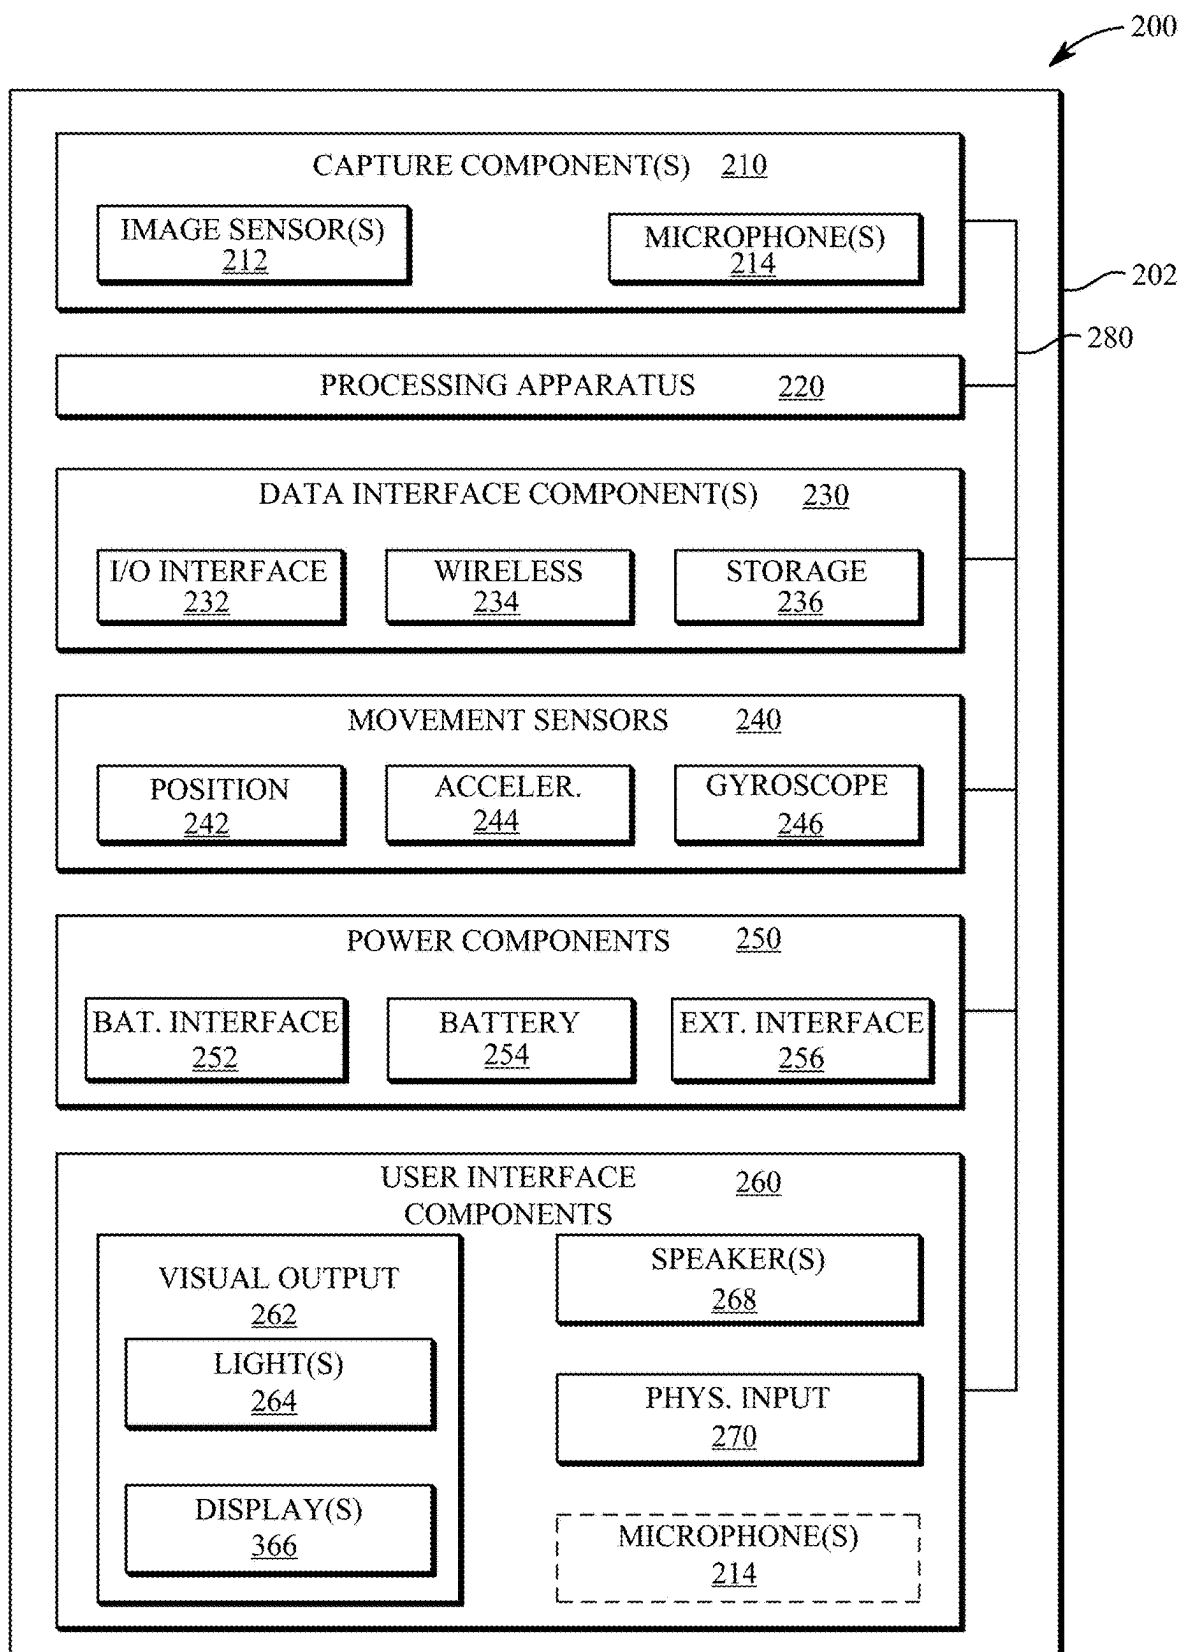 200
CAPTURE COMPONENT(S) 210
IMAGE SENSOR(S)
212
MICROPHONE(S)
214
202
280
PROCESSING APPARATUS 220
DATA INTERFACE COMPONENT(S) 230
I/O INTERFACE
232
WIRELESS
234
STORAGE
236
MOVEMENT SENSORS 240
POSITION
242
ACCELER.
244
GYROSCOPE
246
POWER COMPONENTS 250
BAT. INTERFACE
252
BATTERY
254
EXT. INTERFACE
256
USER INTERFACE 260
COMPONENTS
VISUAL OUTPUT
262
LIGHT(S)
264
DISPLAY(S)
366
SPEAKER(S)
268
PHYS. INPUT
270
MICROPHONE(S)
214